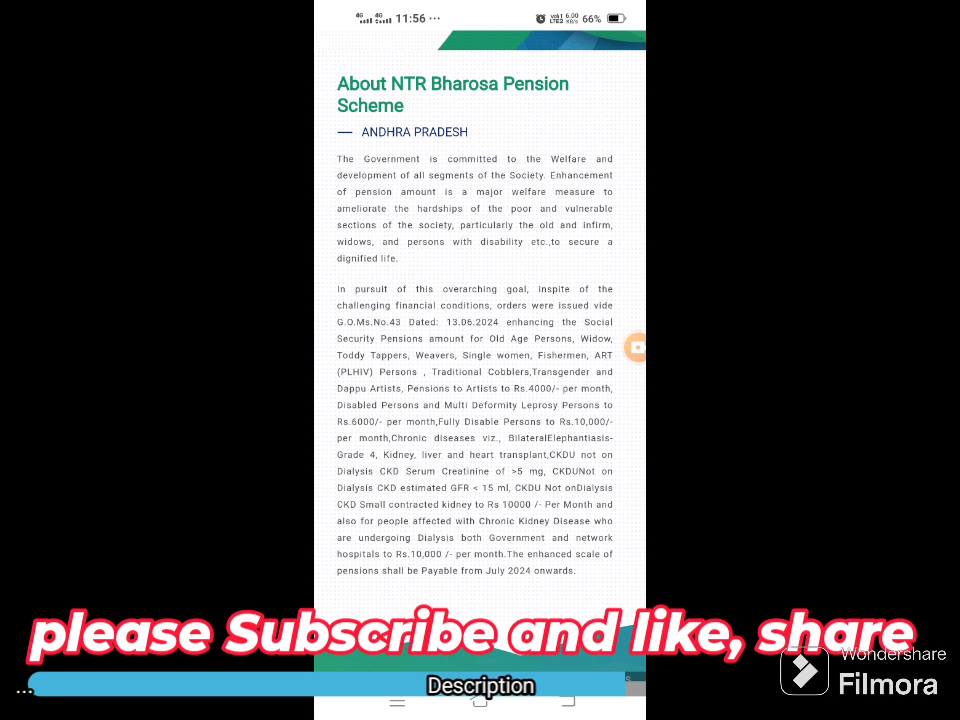 4G 4G 11:56 ··· Vo1 LTE2 6.00 KB/s 66%
About NTR Bharosa Pension
Scheme
— ANDHRA PRADESH
The Government is committed to the Welfare and
development of all segments of the Society. Enhancement
of pension amount is a major welfare measure to
ameliorate the hardships of the poor and vulnerable
sections of the society, particularly the old and infirm,
widows, and persons with disability etc.,to secure a
dignified life.
In pursuit of this overarching goal, inspite of the
challenging financial conditions, orders were issued vide
G.O.Ms.No.43 Dated: 13.06.2024 enhancing the Social
Security Pensions amount for Old Age Persons, Widow,
Toddy Tappers, Weavers, Single women, Fishermen, ART
(PLHIV) Persons , Traditional Cobblers,Transgender and
Dappu Artists, Pensions to Artists to Rs.4000/- per month,
Disabled Persons and Multi Deformity Leprosy Persons to
Rs.6000/- per month,Fully Disable Persons to Rs.10,000/-
per month,Chronic diseases viz., BilateralElephantiasis-
Grade 4, Kidney, liver and heart transplant,CKDU not on
Dialysis CKD Serum Creatinine of >5 mg, CKDUNot on
Dialysis CKD estimated GFR < 15 ml, CKDU Not onDialysis
CKD Small contracted kidney to Rs 10000 /- Per Month and
also for people affected with Chronic Kidney Disease who
are undergoing Dialysis both Government and network
hospitals to Rs.10,000 /- per month.The enhanced scale of
pensions shall be Payable from July 2024 onwards.
please Subscribe and like, share
Wondershare
Filmora
... Description